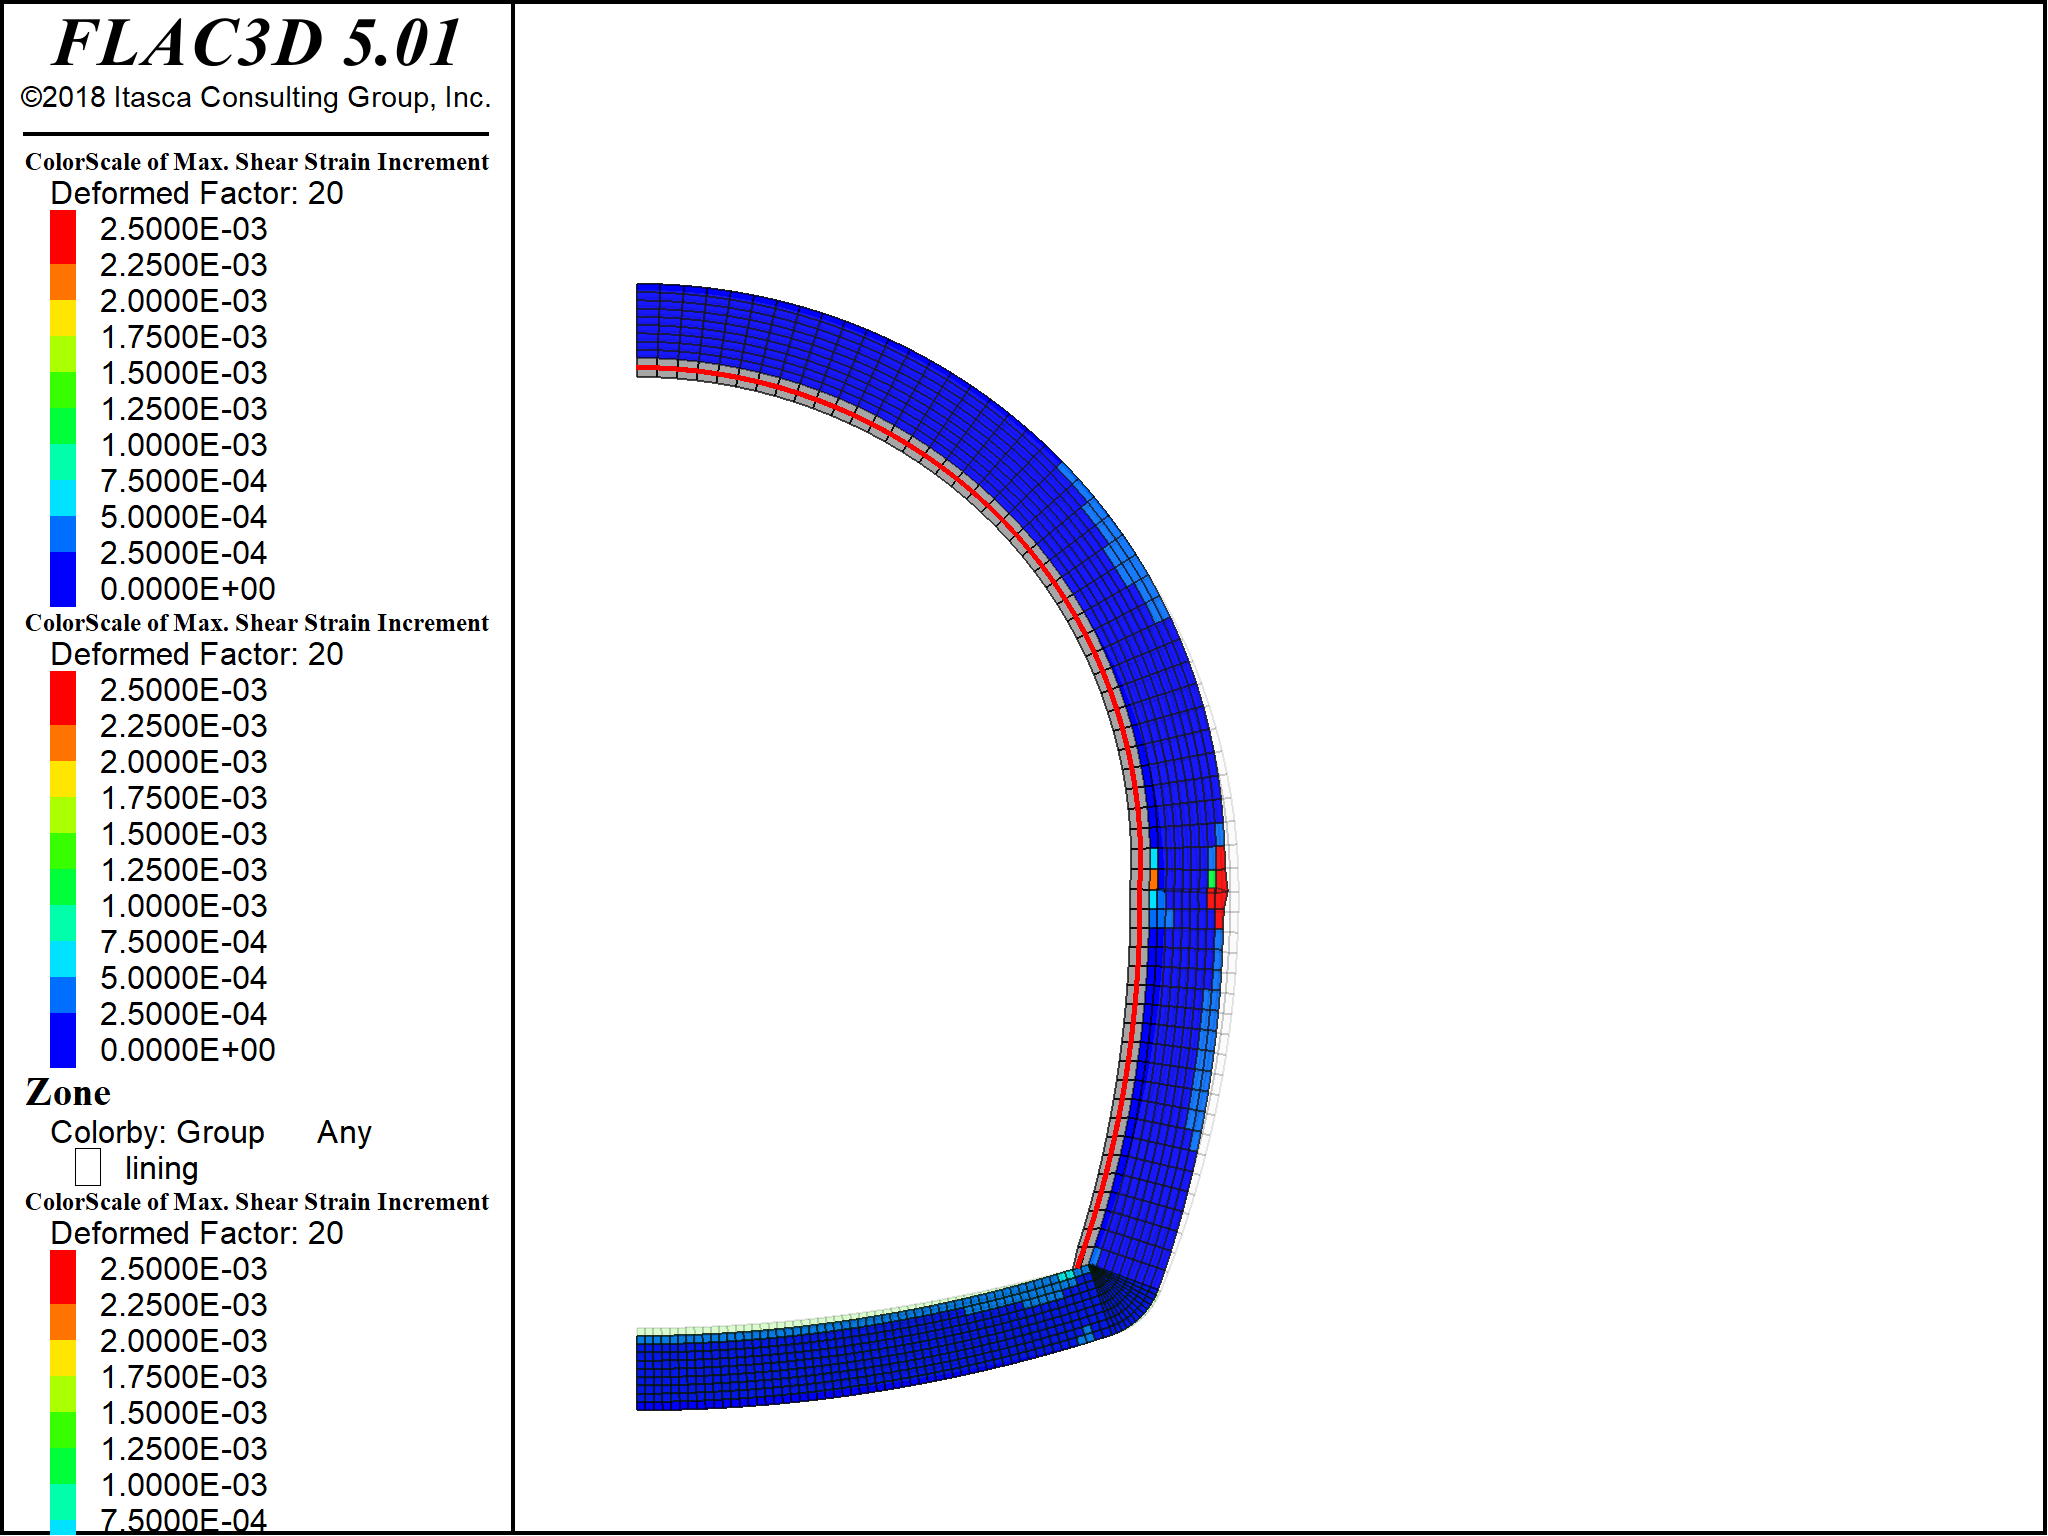 FLAC3D 5.01
©2018 Itasca Consulting Group, Inc.
ColorScale of Max. Shear Strain Increment
Deformed Factor: 20
2.5000E-03
2.2500E-03
2.0000E-03
1.7500E-03
1.5000E-03
1.2500E-03
1.0000E-03
7.5000E-04
5.0000E-04
2.5000E-04
0.0000E+00
ColorScale of Max. Shear Strain Increment
Deformed Factor: 20
2.5000E-03
2.2500E-03
2.0000E-03
1.7500E-03
1.5000E-03
1.2500E-03
1.0000E-03
7.5000E-04
5.0000E-04
2.5000E-04
0.0000E+00
Zone
Colorby: Group Any
lining
ColorScale of Max. Shear Strain Increment
Deformed Factor: 20
2.5000E-03
2.2500E-03
2.0000E-03
1.7500E-03
1.5000E-03
1.2500E-03
1.0000E-03
7.5000E-04